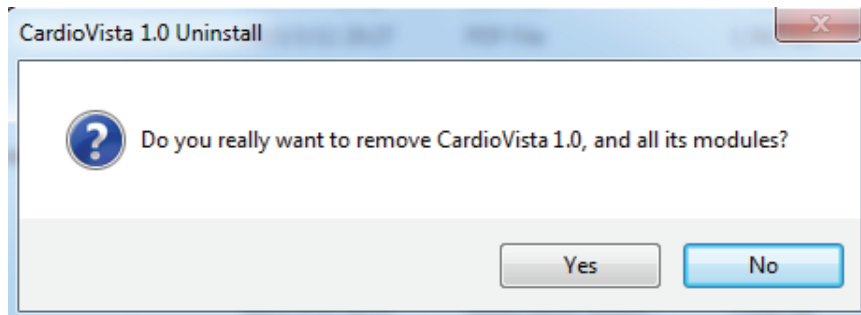 CardioVista 1.0 Uninstall
Do you really want to remove CardioVista 1.0, and all its modules?
Yes
No